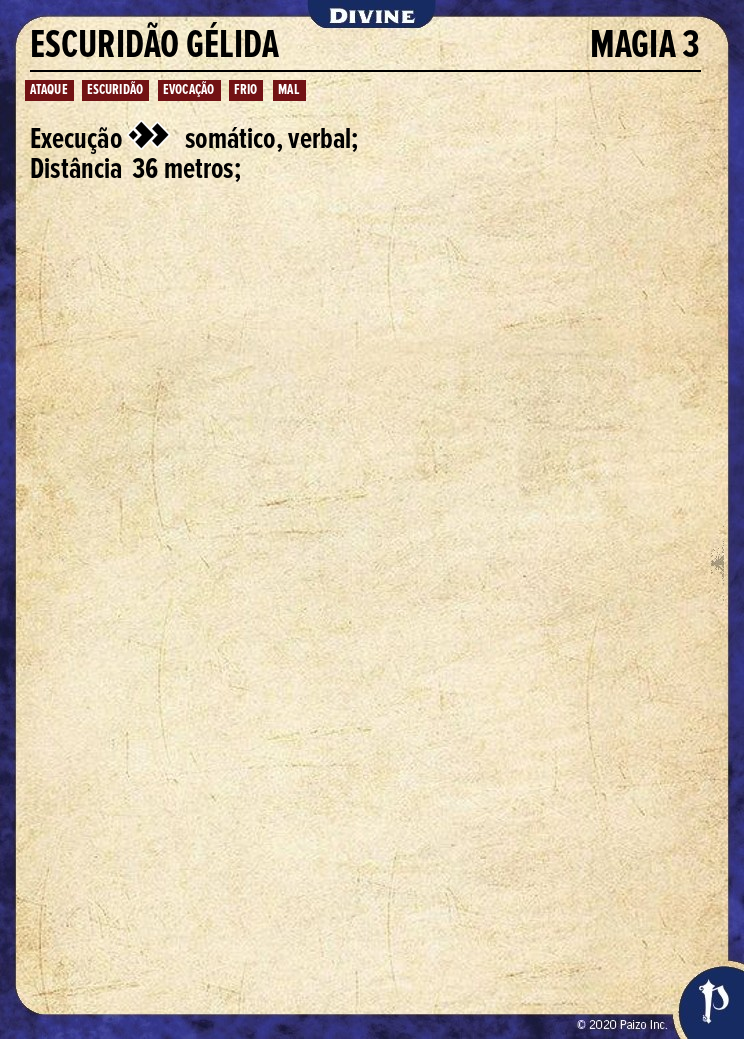 DIVINE
ESCURIDÃO GÉLIDA MAGIA 3
ATAQUE ESCURIDÃO EVOCAÇÃO FRIO MAL
Execução somático, verbal;
Distância 36 metros;
© 2020 Paizo Inc.